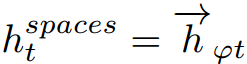 $h_t^{spaces} = \overrightarrow{h}_{\varphi t}$